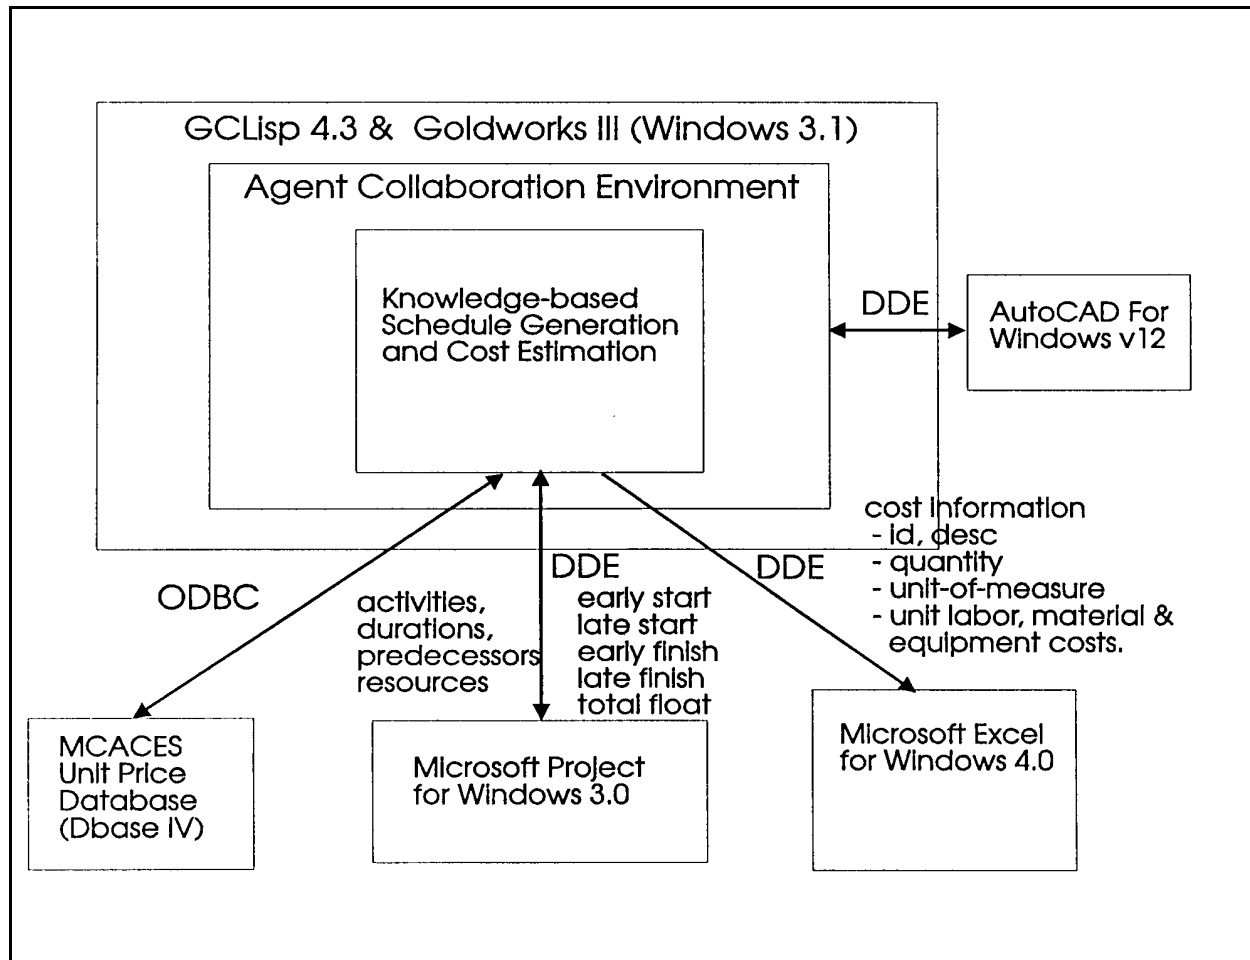 GCLisp 4.3 & Goldworks III (Windows 3.1)
Agent Collaboration Environment
Knowledge-based
Schedule Generation
and Cost Estimation
DDE
AutoCAD For
Windows v12
ODBC
activities,
durations,
predecessors
resources
DDE
early start
late start
early finish
late finish
total float
DDE
cost information
- id, desc
- quantity
- unit-of-measure
- unit labor, material &
equipment costs.
MCACES
Unit Price
Database
(Dbase IV)
Microsoft Project
for Windows 3.0
Microsoft Excel
for Windows 4.0